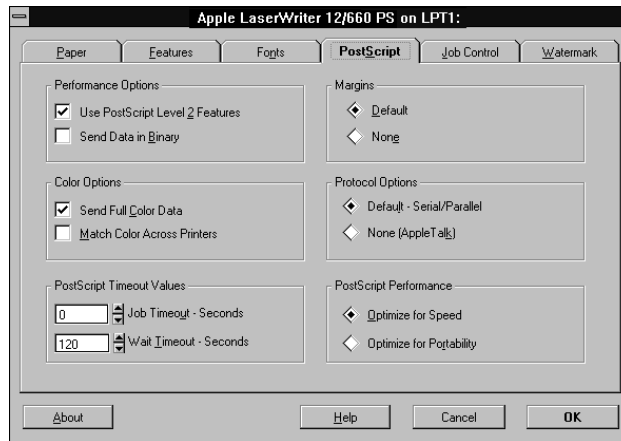 Apple LaserWriter 12/660 PS on LPT1:
Paper Features Fonts PostScript Job Control Watermark
Performance Options
Use PostScript Level 2 Features
Send Data in Binary
Margins
Default
None
Color Options
Send Full Color Data
Match Color Across Printers
Protocol Options
Default - Serial/Parallel
None (AppleTalk)
PostScript Timeout Values
0 Job Timeout - Seconds
120 Wait Timeout - Seconds
PostScript Performance
Optimize for Speed
Optimize for Portability
About Help Cancel OK